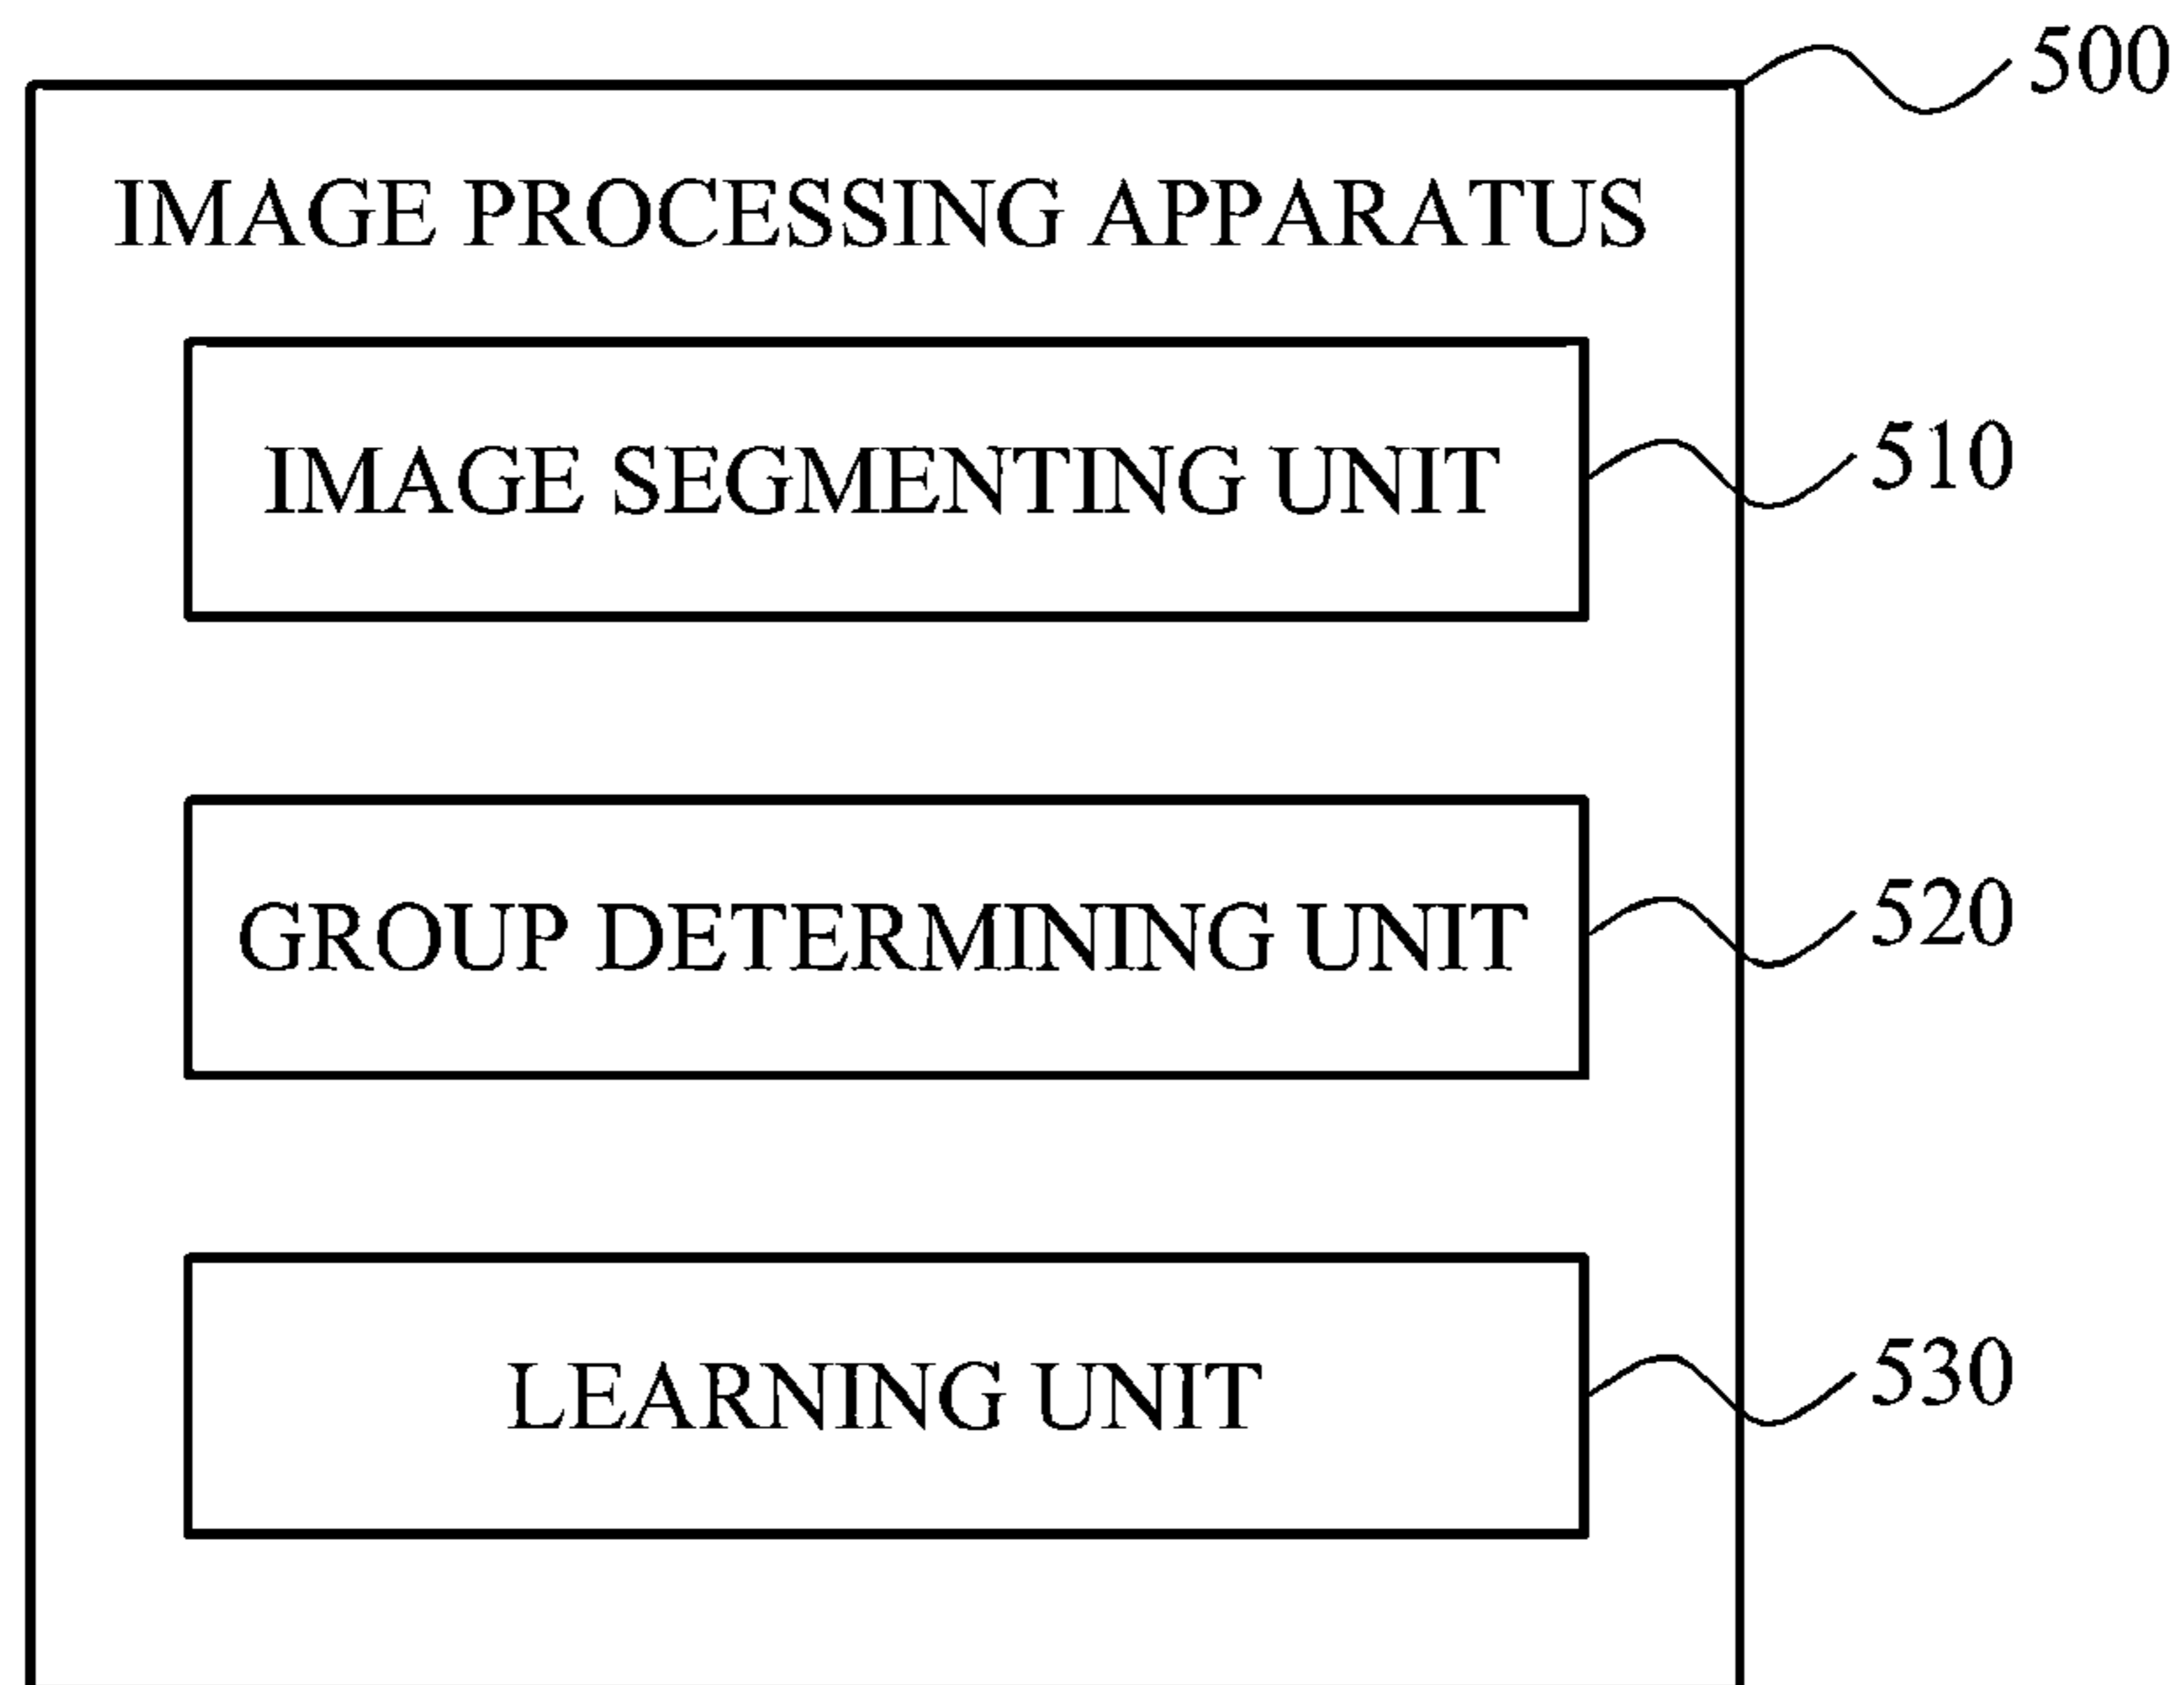 500
IMAGE PROCESSING APPARATUS
IMAGE SEGMENTING UNIT
510
GROUP DETERMINING UNIT
520
LEARNING UNIT
530